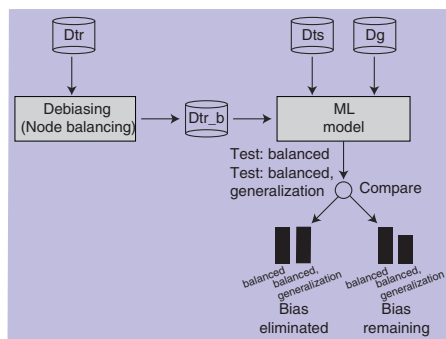 Dtr
Dts
Dg
Debiasing
(Node balancing)
Dtr_b
ML
model
Test: balanced
Test: balanced,
generalization
Compare
balanced
balanced,
generalization
balanced
balanced,
generalization
Bias
eliminated
Bias
remaining